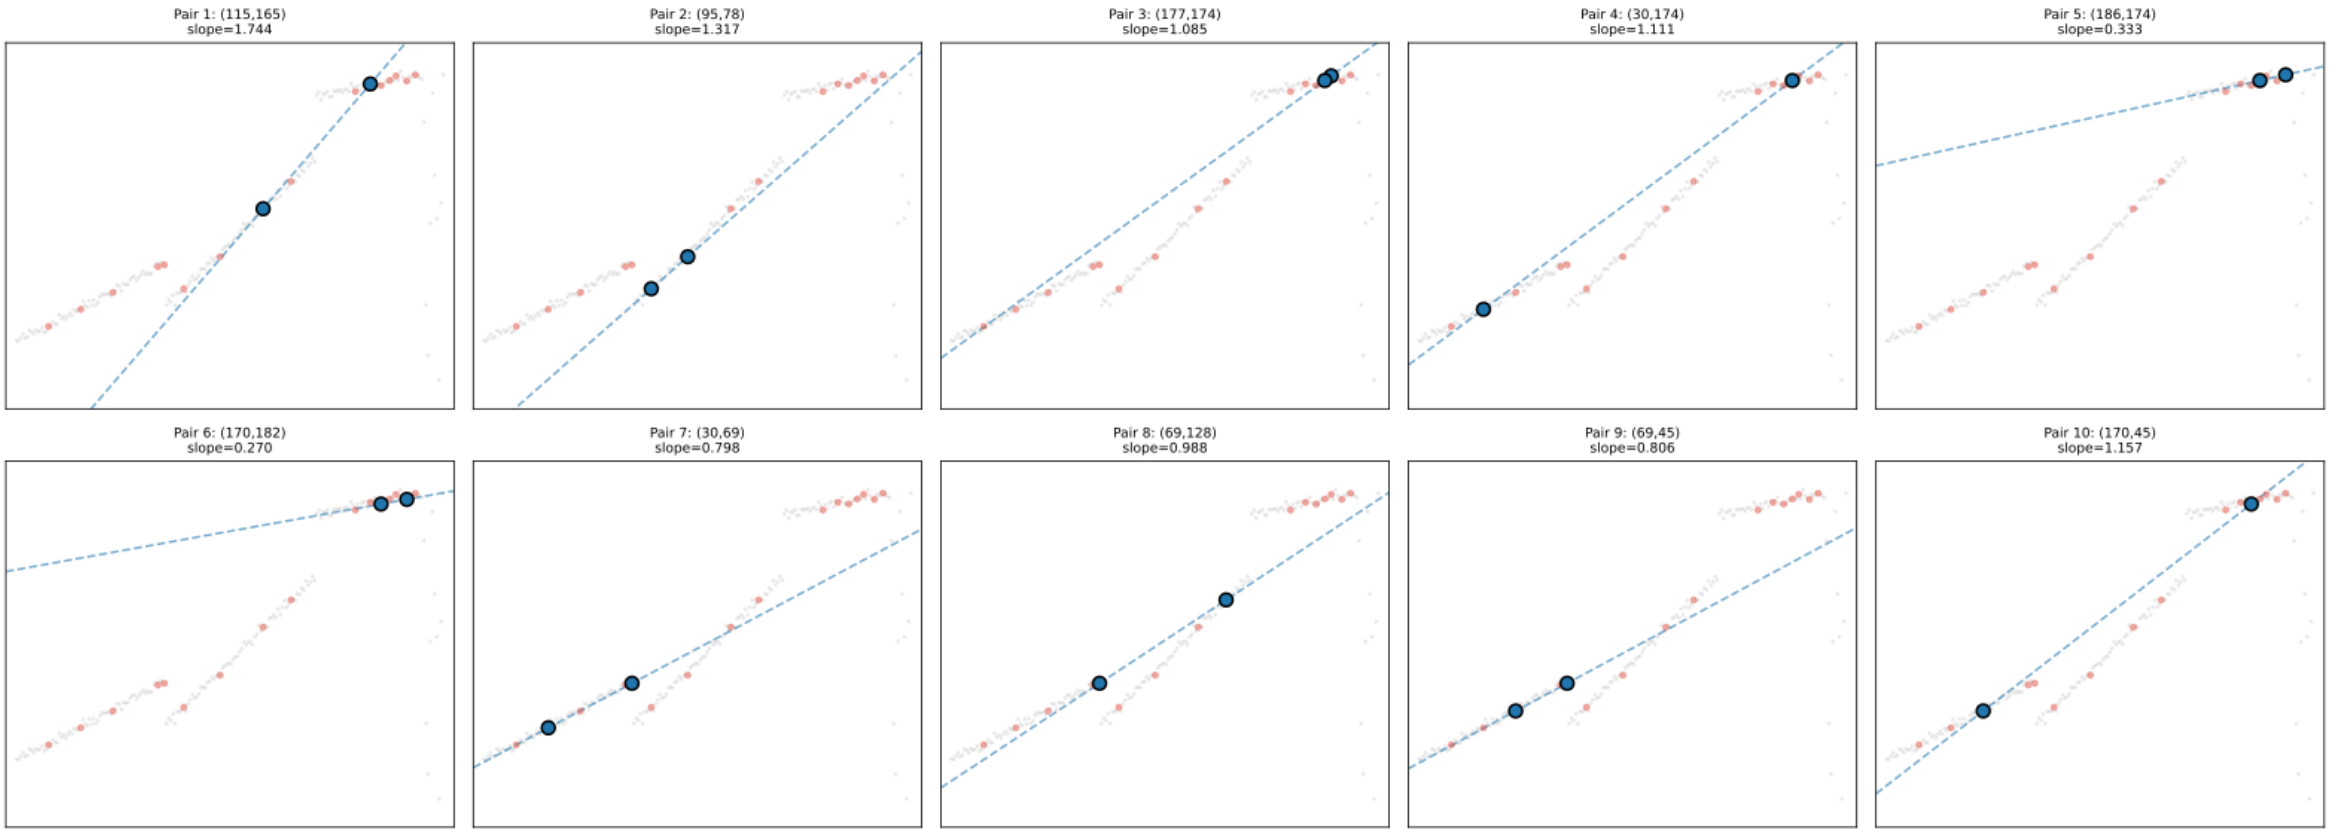 Pair 1: (115,165)
slope=1.744
Pair 2: (95,78)
slope=1.317
Pair 3: (177,174)
slope=1.085
Pair 4: (30,174)
slope=1.111
Pair 5: (186,174)
slope=0.333
Pair 6: (170,182)
slope=0.270
Pair 7: (30,69)
slope=0.798
Pair 8: (69,128)
slope=0.988
Pair 9: (69,45)
slope=0.806
Pair 10: (170,45)
slope=1.157